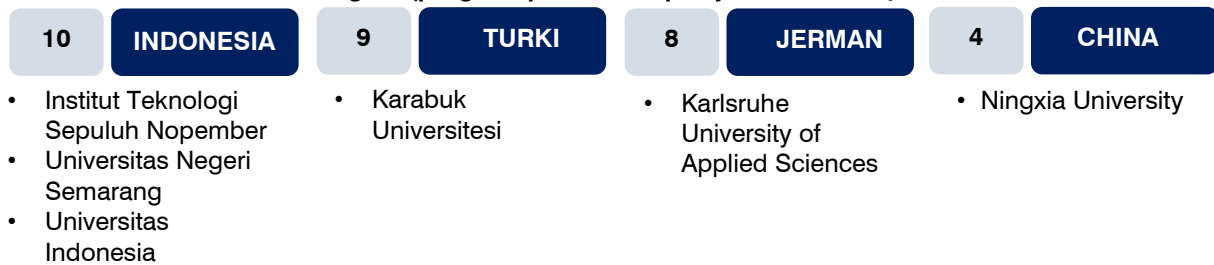 10 INDONESIA
9 TURKI
8 JERMAN
4 CHINA
• Institut Teknologi
Sepuluh Nopember
• Universitas Negeri
Semarang
• Universitas
Indonesia
• Karabuk
Universitesi
• Karlsruhe
University of
Applied Sciences
• Ningxia University